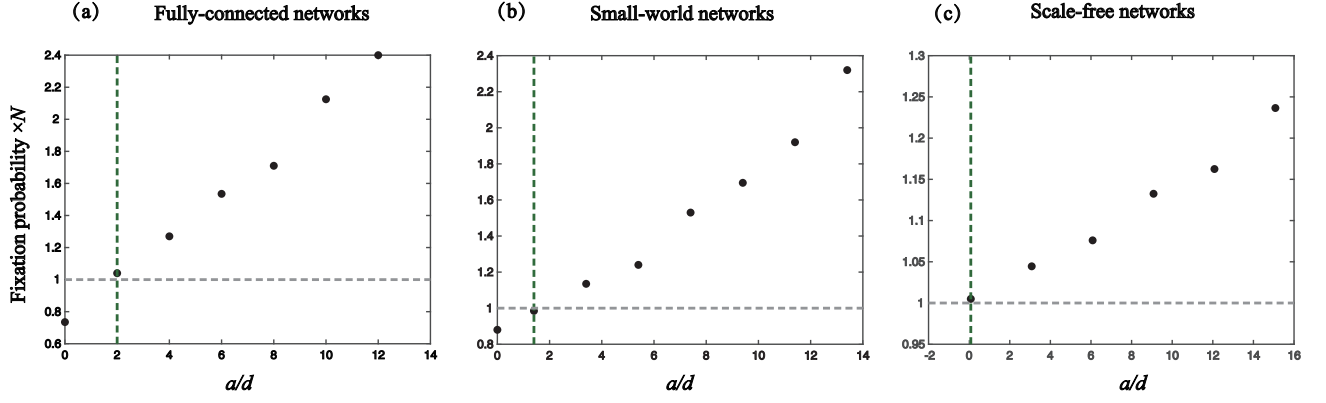 (a) Fully-connected networks
(b) Small-world networks
(c) Scale-free networks
Fixation probability ×N
2.4
2.2
2
1.8
1.6
1.4
1.2
1
0.8
0.6
0 2 4 6 8 10 12 14
a/d
2.4
2.2
2
1.8
1.6
1.4
1.2
1
0.8
0 2 4 6 8 10 12 14
a/d
1.3
1.25
1.2
1.15
1.1
1.05
1
0.95
-2 0 2 4 6 8 10 12 14 16
a/d